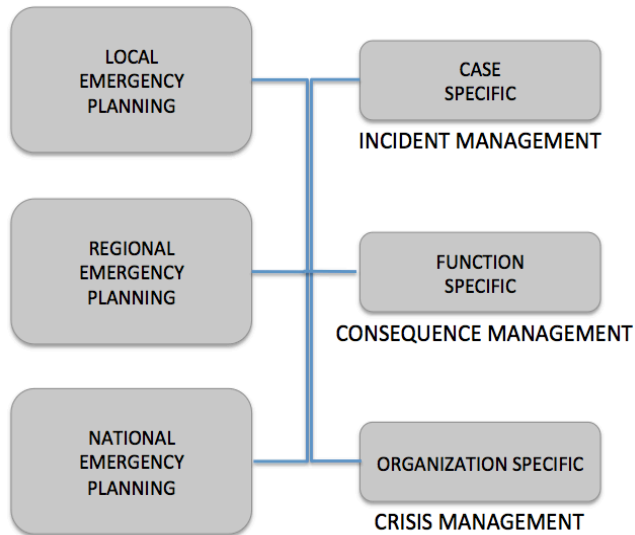 LOCAL
EMERGENCY
PLANNING
CASE
SPECIFIC
INCIDENT MANAGEMENT
REGIONAL
EMERGENCY
PLANNING
FUNCTION
SPECIFIC
CONSEQUENCE MANAGEMENT
NATIONAL
EMERGENCY
PLANNING
ORGANIZATION SPECIFIC
CRISIS MANAGEMENT